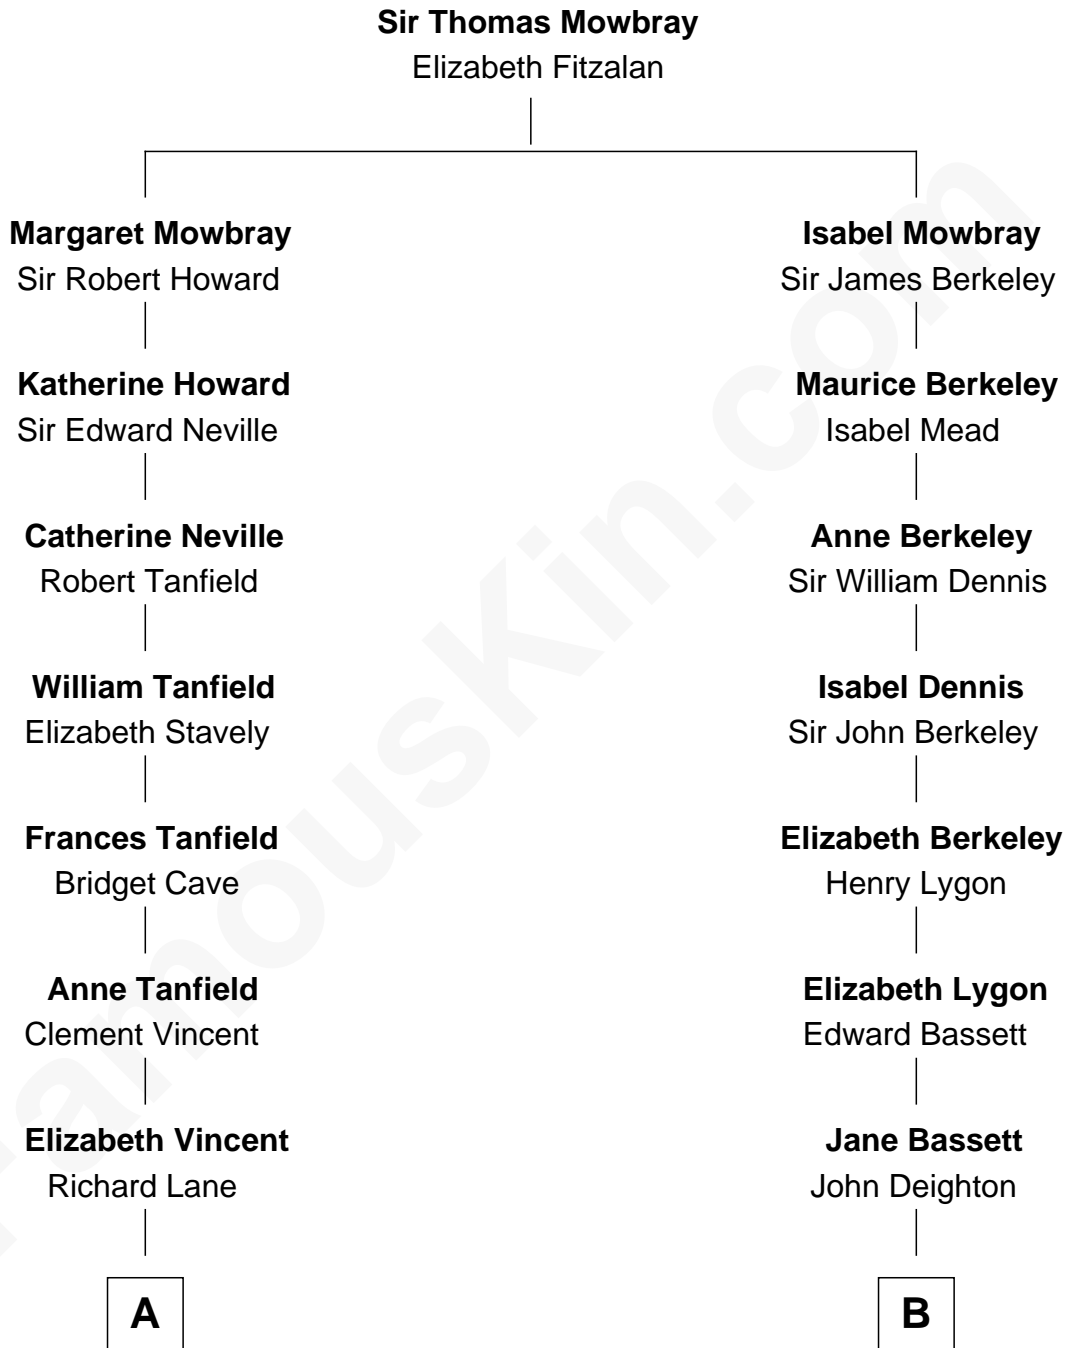 Sir Thomas Mowbray
Elizabeth Fitzalan
Margaret Mowbray
Sir Robert Howard
Isabel Mowbray
Sir James Berkeley
Katherine Howard
Sir Edward Neville
Maurice Berkeley
Isabel Mead
Catherine Neville
Robert Tanfield
Anne Berkeley
Sir William Dennis
William Tanfield
Elizabeth Stavely
Isabel Dennis
Sir John Berkeley
Frances Tanfield
Bridget Cave
Elizabeth Berkeley
Henry Lygon
Anne Tanfield
Clement Vincent
Elizabeth Lygon
Edward Bassett
Elizabeth Vincent
Richard Lane
Jane Bassett
John Deighton
A
B
FamousKin.com